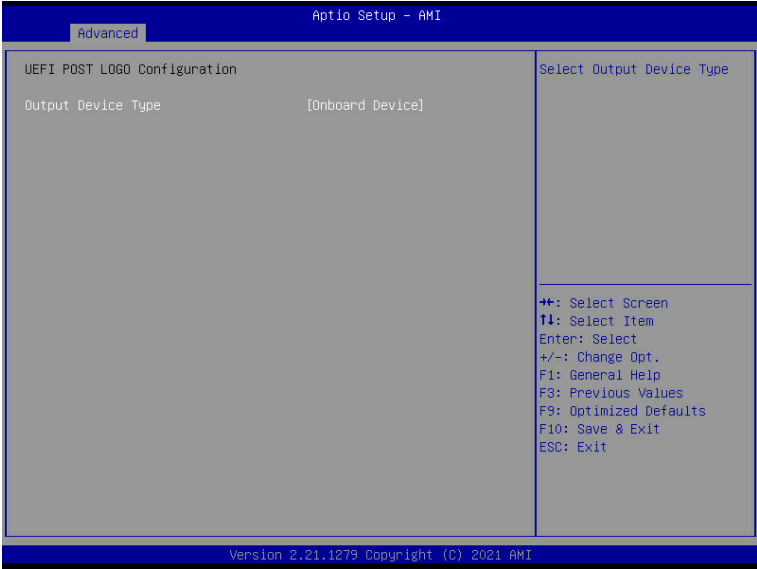 Aptio Setup – AMI
Advanced
UEFI POST LOGO Configuration
Output Device Type [Onboard Device]
Select Output Device Type
→←: Select Screen
↑↓: Select Item
Enter: Select
+/-: Change Opt.
F1: General Help
F3: Previous Values
F9: Optimized Defaults
F10: Save & Exit
ESC: Exit
Version 2.21.1279 Copyright (C) 2021 AMI